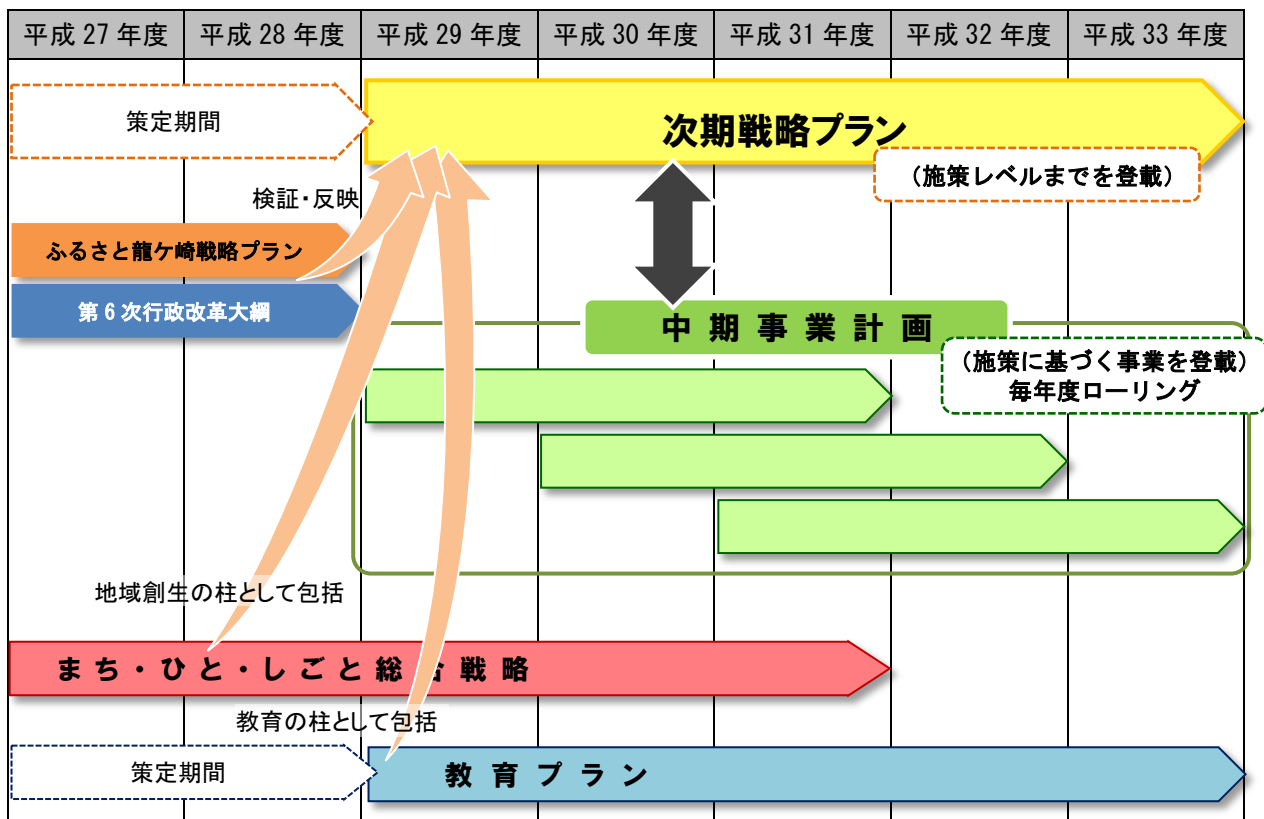 平成 27 年度 平成 28 年度 平成 29 年度 平成 30 年度 平成 31 年度 平成 32 年度 平成 33 年度
策定期間
次期戦略プラン
(施策レベルまでを登載)
検証・反映
ふるさと龍ケ崎戦略プラン
第 6 次行政改革大綱
中期事業計画
(施策に基づく事業を登載)
毎年度ローリング
地域創生の柱として包括
まち・ひと・しごと総合戦略
教育の柱として包括
策定期間
教育プラン